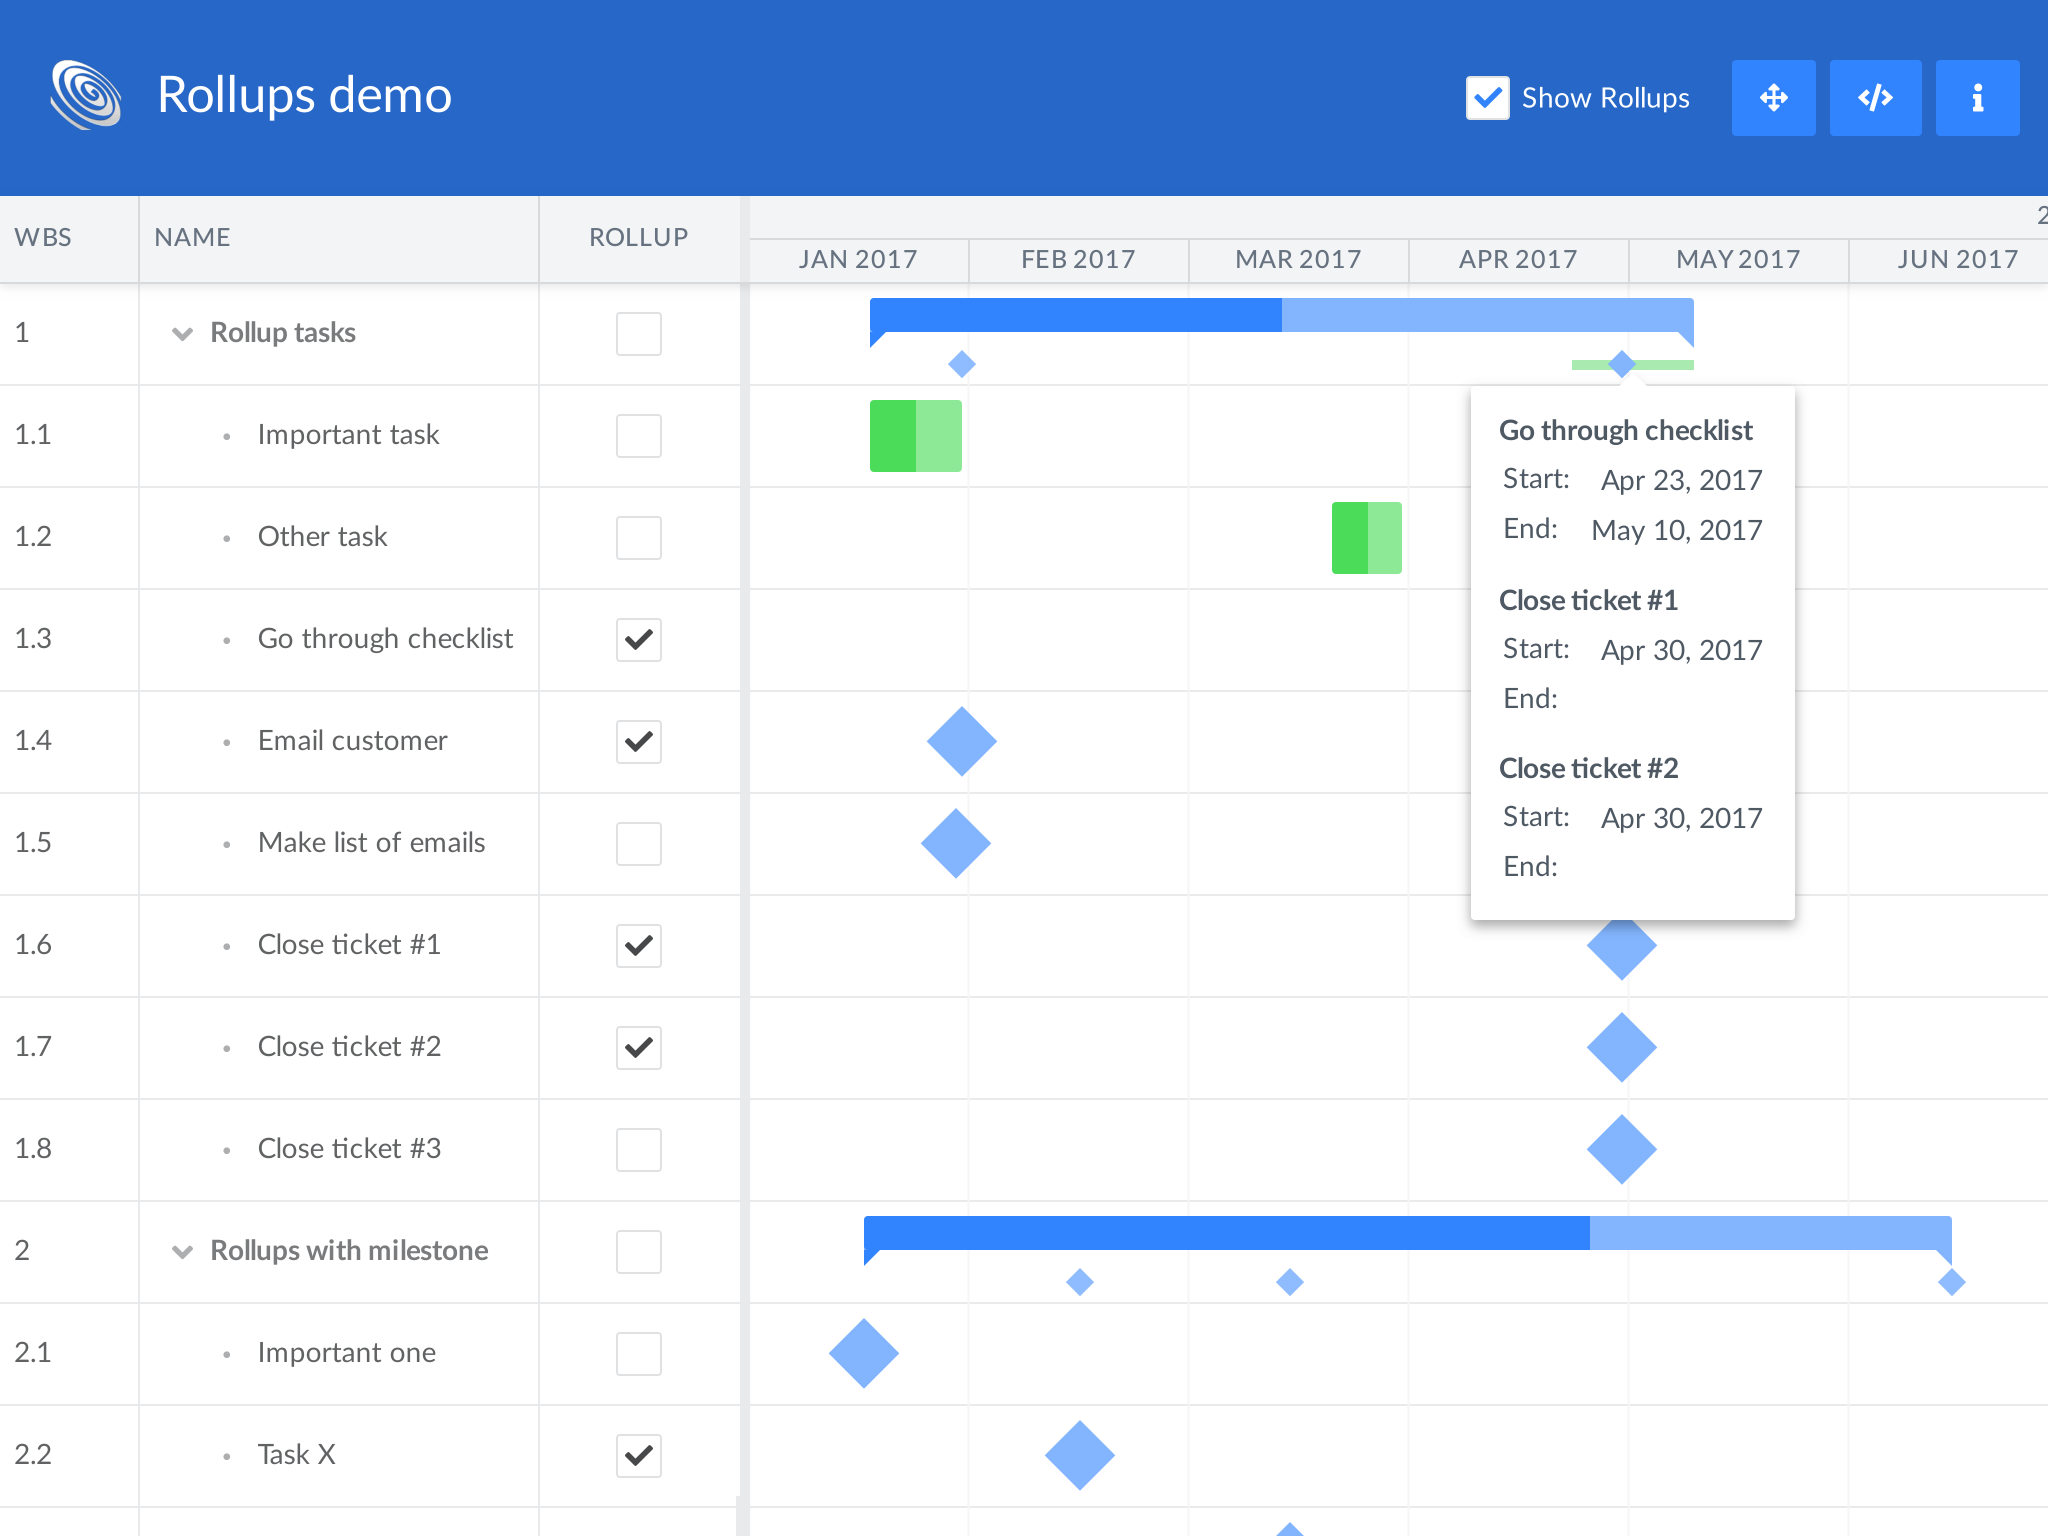 Rollups demo
Show Rollups
WBS NAME ROLLUP
JAN 2017 FEB 2017 MAR 2017 APR 2017 MAY 2017 JUN 2017
1 Rollup tasks
1.1 Important task
1.2 Other task
1.3 Go through checklist
1.4 Email customer
1.5 Make list of emails
1.6 Close ticket #1
1.7 Close ticket #2
1.8 Close ticket #3
2 Rollups with milestone
2.1 Important one
2.2 Task X
Go through checklist
Start: Apr 23, 2017
End: May 10, 2017
Close ticket #1
Start: Apr 30, 2017
End:
Close ticket #2
Start: Apr 30, 2017
End: